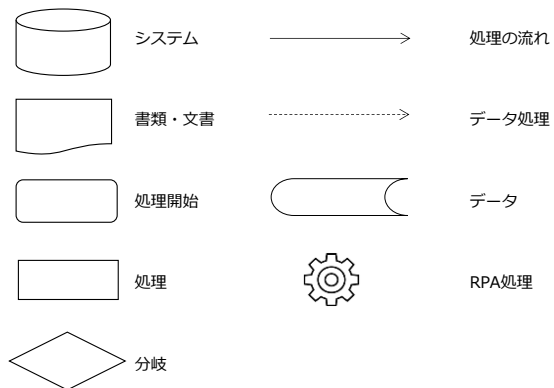 システム
処理の流れ
書類・文書
データ処理
処理開始
データ
処理
RPA処理
分岐